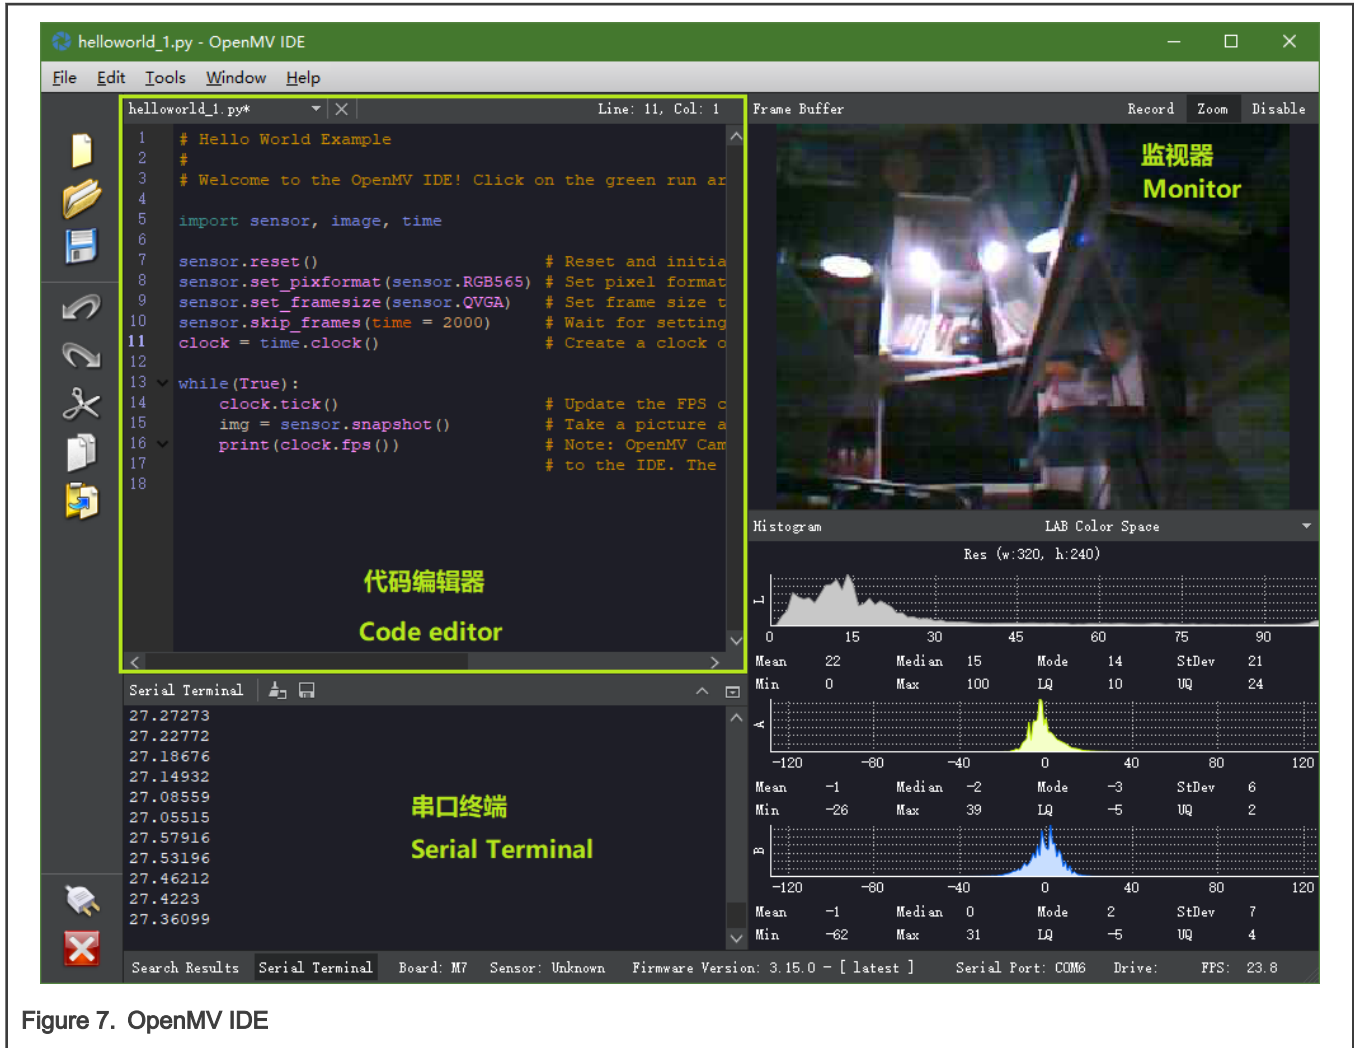 helloworld_1.py - OpenMV IDE
File Edit Tools Window Help
helloworld_1.py* Line: 11, Col: 1
1 # Hello World Example
2 #
3 # Welcome to the OpenMV IDE! Click on the green run ar
4
5 import sensor, image, time
6
7 sensor.reset() # Reset and initia
8 sensor.set_pixformat(sensor.RGB565) # Set pixel format
9 sensor.set_framesize(sensor.QVGA) # Set frame size t
10 sensor.skip_frames(time = 2000) # Wait for setting
11 clock = time.clock() # Create a clock o
12
13 while(True):
14 clock.tick() # Update the FPS c
15 img = sensor.snapshot() # Take a picture a
16 print(clock.fps()) # Note: OpenMV Cam
17 # to the IDE. The
18
代码编辑器
Code editor
Serial Terminal
27.27273
27.22772
27.18676
27.14932
27.08559
27.05515
27.57916
27.53196
27.46212
27.4223
27.36099
串口终端
Serial Terminal
Frame Buffer Record Zoom Disable
监视器
Monitor
Histogram LAB Color Space
Res (w:320, h:240)
L
0 15 30 45 60 75 90
Mean 22 Median 15 Mode 14 StDev 21
Min 0 Max 100 LQ 10 UQ 24
A
-120 -80 -40 0 40 80 120
Mean -1 Median -2 Mode -3 StDev 6
Min -26 Max 39 LQ -5 UQ 2
B
-120 -80 -40 0 40 80 120
Mean -1 Median 0 Mode 2 StDev 7
Min -62 Max 31 LQ -5 UQ 4
Search Results Serial Terminal Board: M7 Sensor: Unknown Firmware Version: 3.15.0 - [ latest ] Serial Port: COM6 Drive: FPS: 23.8
Figure 7. OpenMV IDE